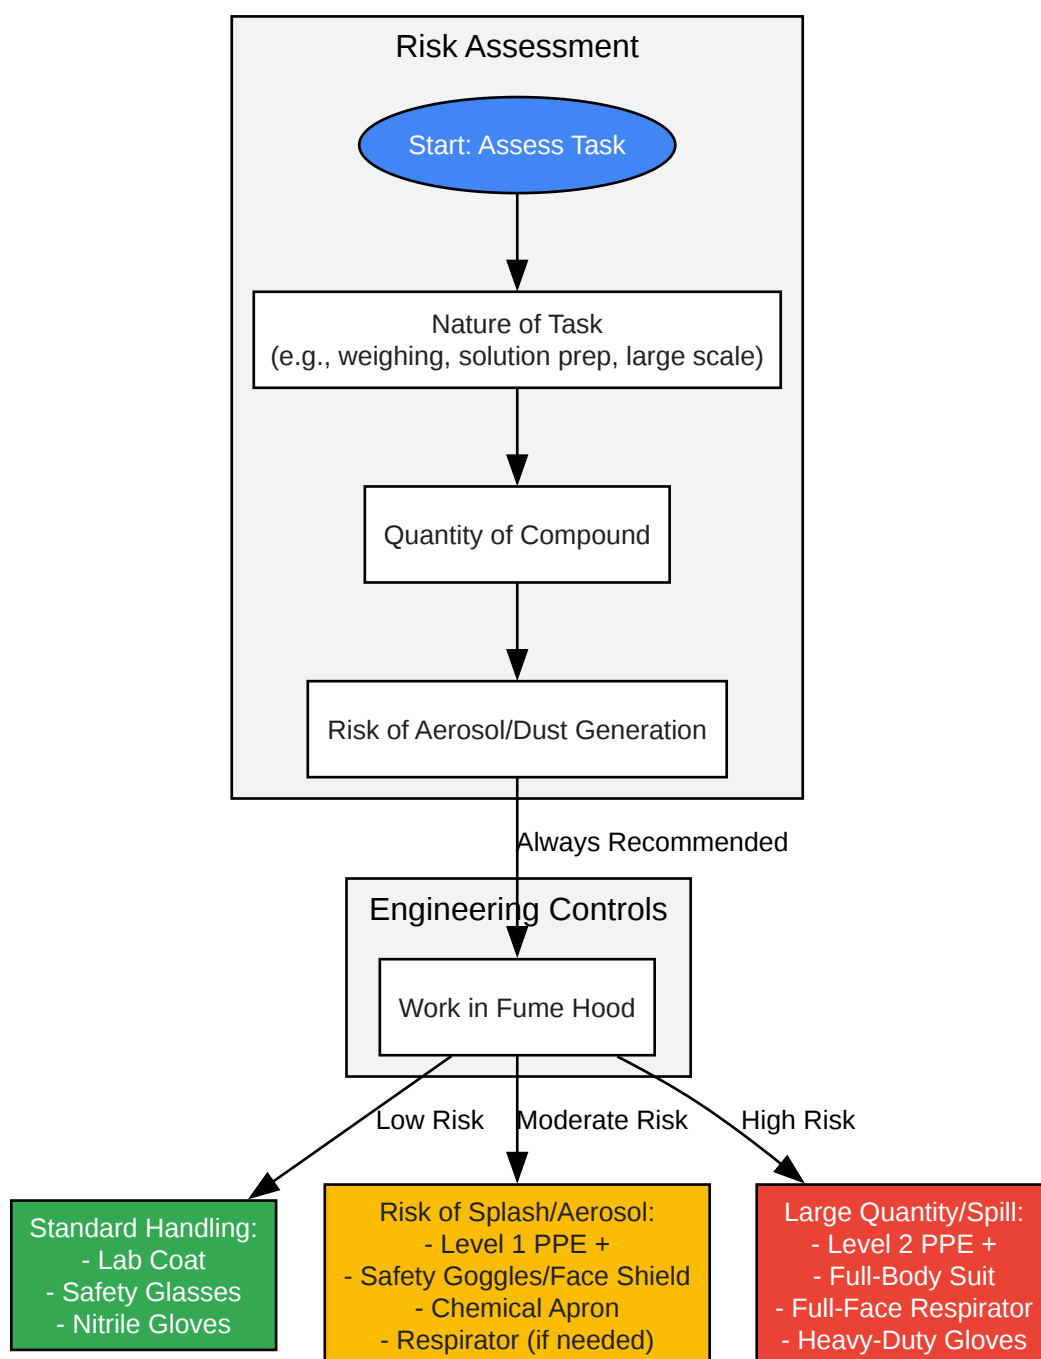 Risk Assessment
Start: Assess Task
Nature of Task
(e.g., weighing, solution prep, large scale)
Quantity of Compound
Risk of Aerosol/Dust Generation
Always Recommended
Engineering Controls
Work in Fume Hood
Low Risk
Moderate Risk
High Risk
Standard Handling:
- Lab Coat
- Safety Glasses
- Nitrile Gloves
Risk of Splash/Aerosol:
- Level 1 PPE +
- Safety Goggles/Face Shield
- Chemical Apron
- Respirator (if needed)
Large Quantity/Spill:
- Level 2 PPE +
- Full-Body Suit
- Full-Face Respirator
- Heavy-Duty Gloves